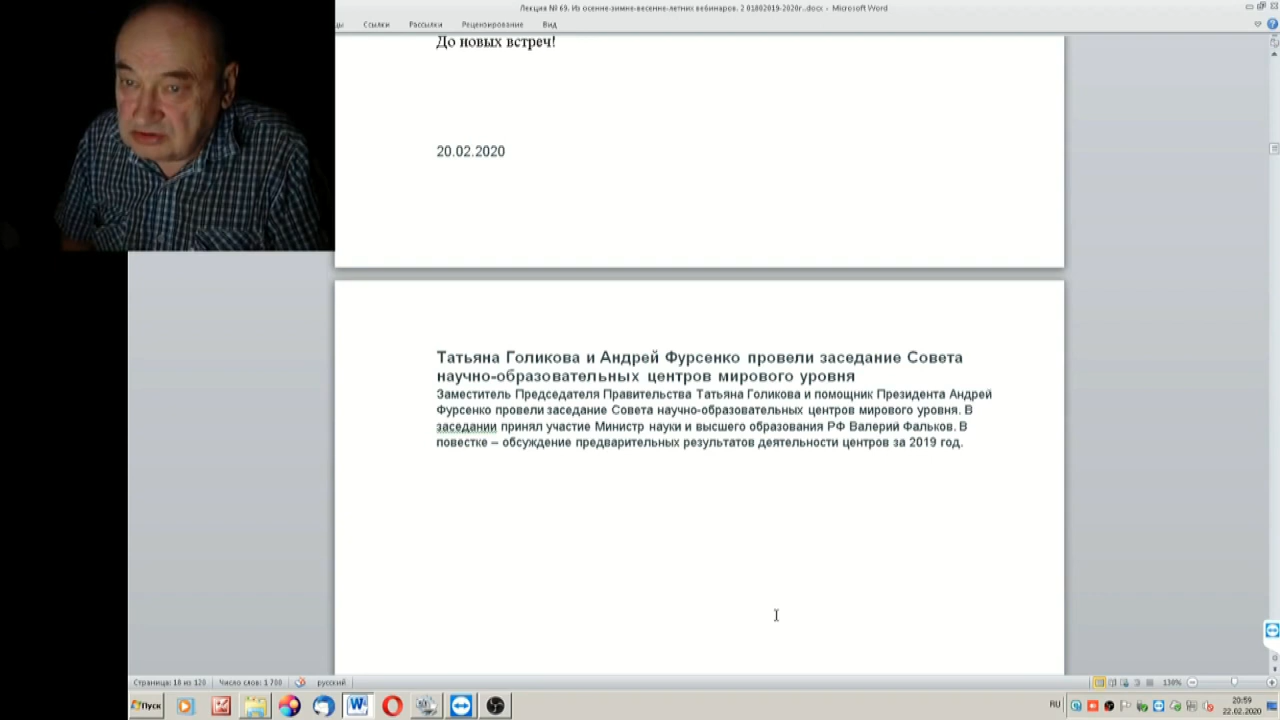 Лекция № 69. Из осенне-зимне-весенне-летних вебинаров. 2 01802019-2020г..docx - Microsoft Word
Ссылки Рассылки Рецензирование Вид
До новых встреч!
20.02.2020
Татьяна Голикова и Андрей Фурсенко провели заседание Совета
научно-образовательных центров мирового уровня
Заместитель Председателя Правительства Татьяна Голикова и помощник Президента Андрей
Фурсенко провели заседание Совета научно-образовательных центров мирового уровня. В
заседании принял участие Министр науки и высшего образования РФ Валерий Фальков. В
повестке – обсуждение предварительных результатов деятельности центров за 2019 год.
Страница: 18 из 120 Число слов: 1 700 русский 130%
Пуск RU 20:59
22.02.2020